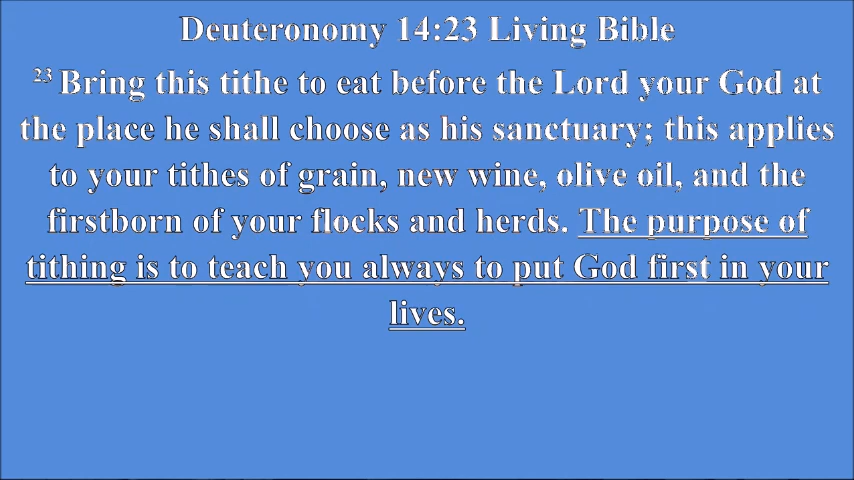 Deuteronomy 14:23 Living Bible
23 Bring this tithe to eat before the Lord your God at
the place he shall choose as his sanctuary; this applies
to your tithes of grain, new wine, olive oil, and the
firstborn of your flocks and herds. The purpose of
tithing is to teach you always to put God first in your
lives.